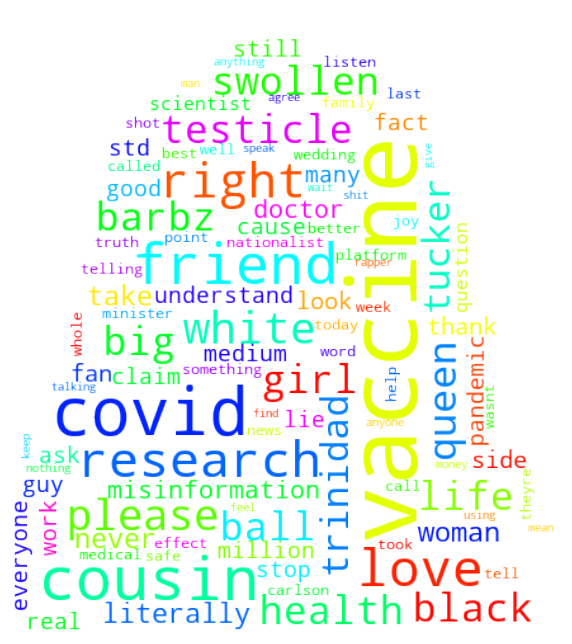 still
anything
listen
swollen
man
agree
family
last
scientist
shot
testicle
fact
std
best
well
speak
wedding
give
called
good
right
many
wait
shit
doctor
barbz
cause
better
joy
tucker
question
truth
point
nationalist
platform
telling
friend
rapper
vaccine
take
understand
look
week
minister
white
today
thank
whole
big
medium
word
queen
pandemic
wasnt
fan
claim
something
girl
help
talking
covid
find
lie
anyone
keep
ask
research
news
trinidad
money
side
nothing
guy
misinformation
call
life
theyre
everyone
work
please
feel
ball
using
never
effect
million
took
woman
mean
medical
safe
cousin
stop
carlson
love
tell
real
literally
health
black